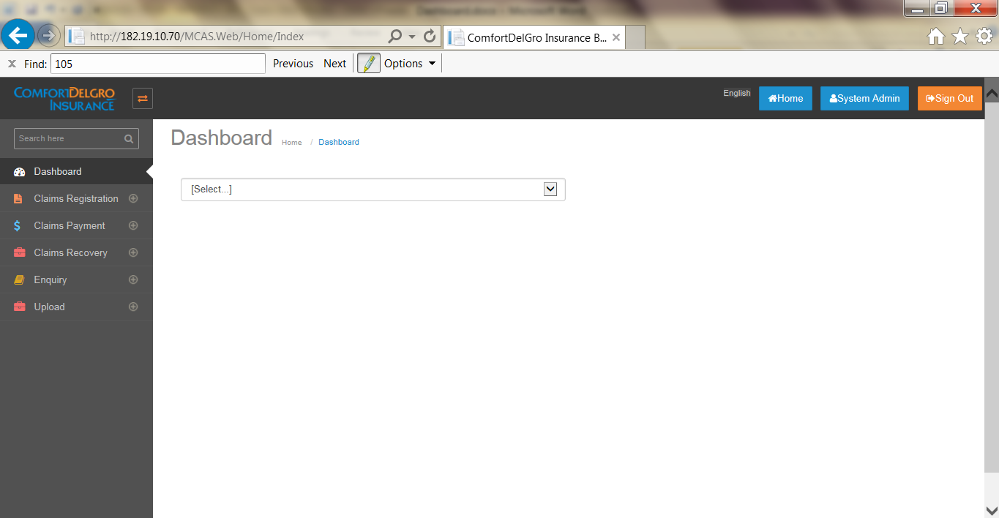 http://182.19.10.70/MCAS.Web/Home/Index
ComfortDelGro Insurance B...
Find: 105 Previous Next Options
COMFORTDELGRO
INSURANCE
English Home System Admin Sign Out
Search here
Dashboard Home / Dashboard
Dashboard
[Select...]
Claims Registration
Claims Payment
Claims Recovery
Enquiry
Upload